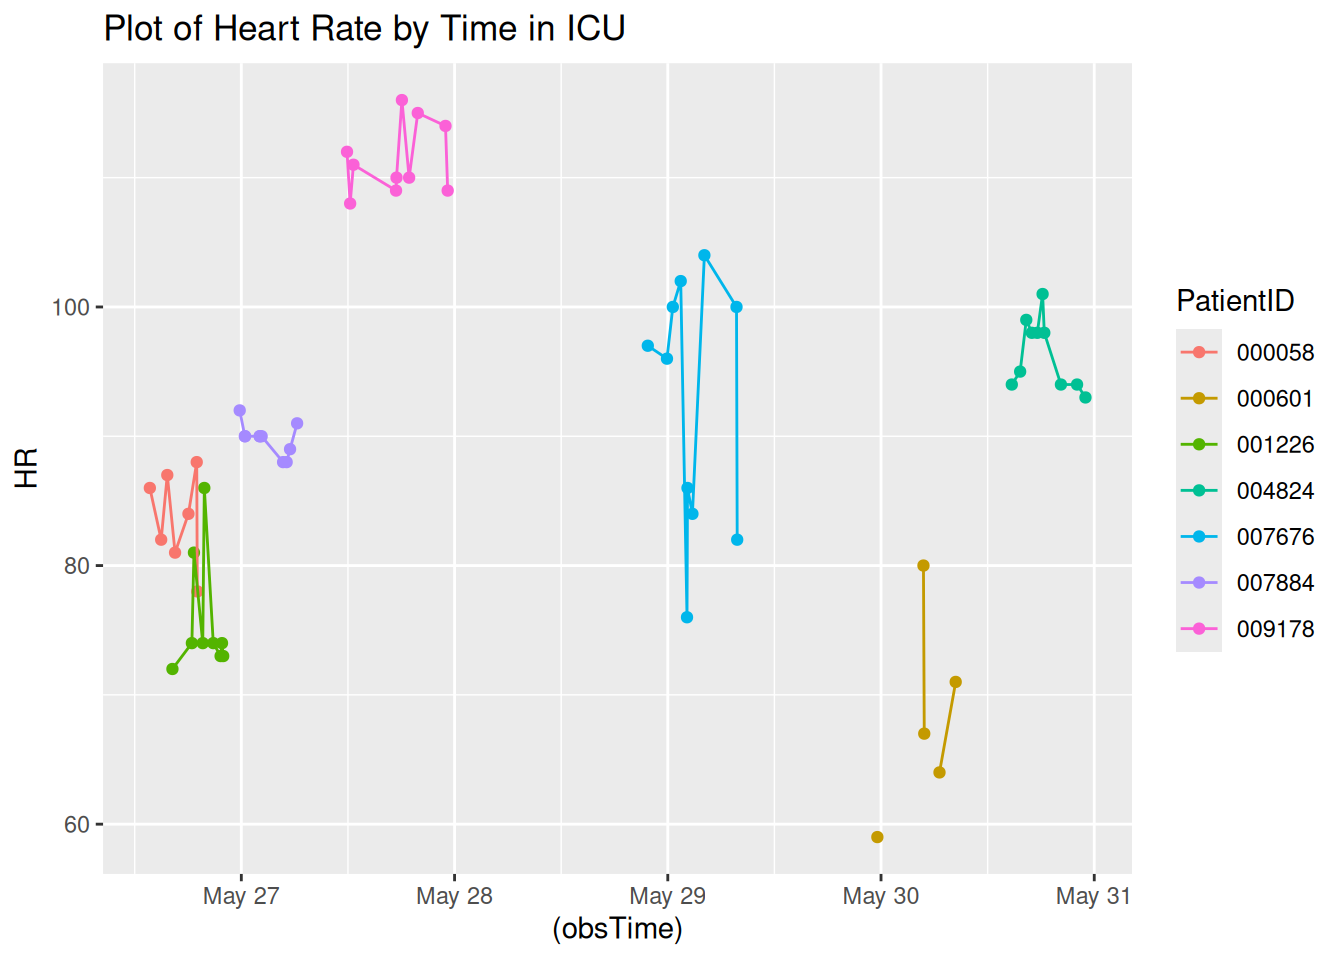 Plot of Heart Rate by Time in ICU
HR
100
80
60
May 27
May 28
May 29
May 30
May 31
(obsTime)
PatientID
000058
000601
001226
004824
007676
007884
009178